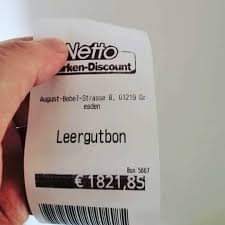 Netto
Marken-Discount
August-Bebel-Strasse 8, 01219 Dr
esden
Leergutbon
Bon 5667
€ 1821,85